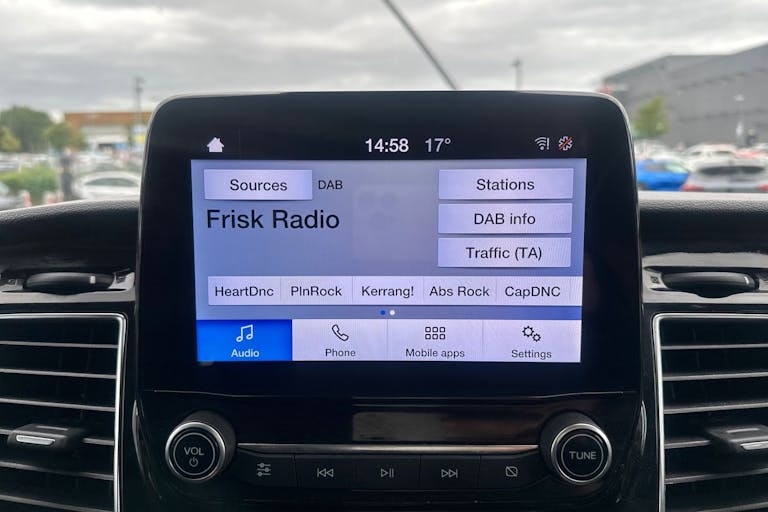 14:58 17°
Sources DAB Stations
Frisk Radio DAB info
Traffic (TA)
HeartDnc PlnRock Kerrang! Abs Rock CapDNC
Audio Phone Mobile apps Settings
VOL TUNE